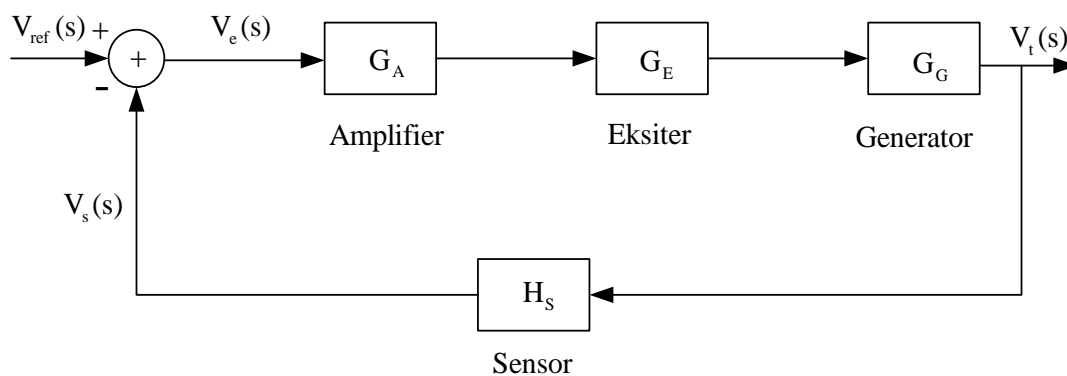 V_ref(s) +
V_e(s)
V_t(s)
+
G_A
G_E
G_G
-
Amplifier
Eksiter
Generator
V_s(s)
H_S
Sensor